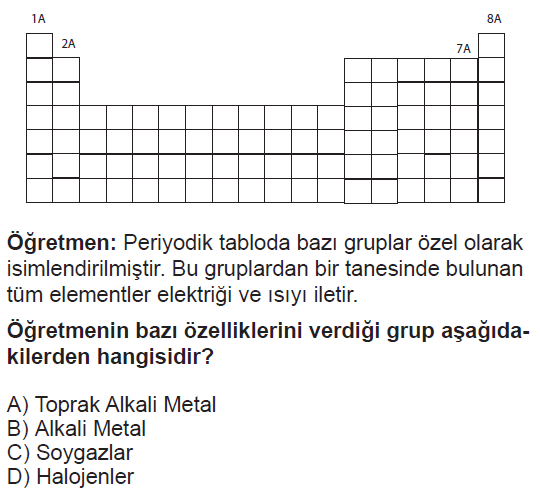 1A
8A
2A
7A
Öğretmen: Periyodik tabloda bazı gruplar özel olarak
isimlendirilmiştir. Bu gruplardan bir tanesinde bulunan
tüm elementler elektriği ve ısıyı iletir.
Öğretmenin bazı özelliklerini verdiği grup aşağıda-
kilerden hangisidir?
A) Toprak Alkali Metal
B) Alkali Metal
C) Soygazlar
D) Halojenler